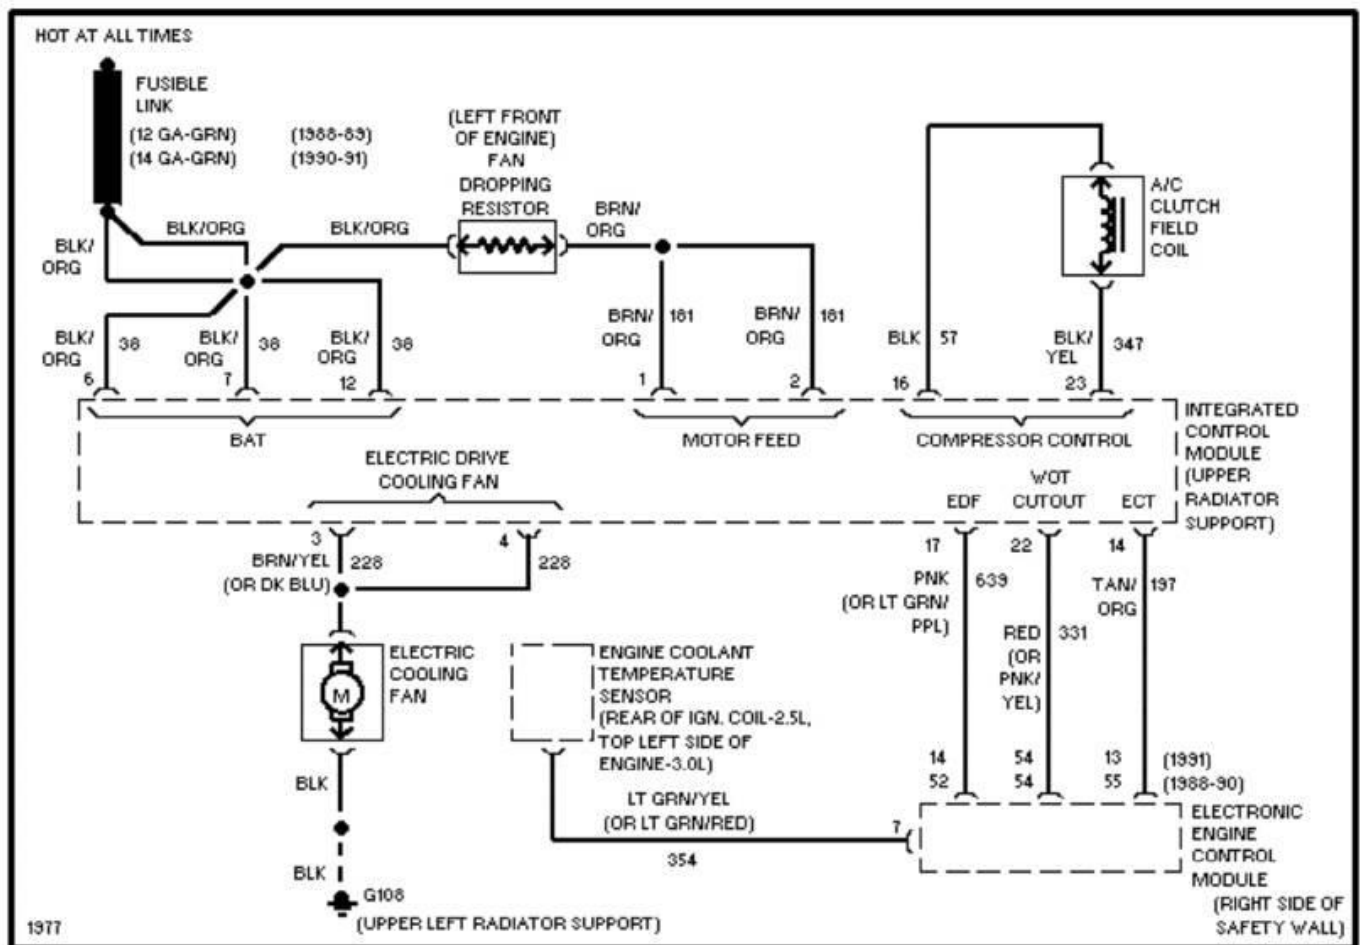 HOT AT ALL TIMES
FUSIBLE
LINK
(12 GA-GRN) (1988-89)
(14 GA-GRN) (1990-91)
(LEFT FRONT
OF ENGINE)
FAN
DROPPING
RESISTOR
A/C
CLUTCH
FIELD
COIL
BLK/ORG
BLK/ORG
BRN/
ORG
BLK/
ORG
BLK/
ORG
38
BLK/
ORG
38
BLK/
ORG
38
BRN/
ORG
181
BRN/
ORG
181
BLK 57
BLK/
YEL
347
6 7 12 1 2 16 23
BAT
MOTOR FEED
COMPRESSOR CONTROL
INTEGRATED
CONTROL
MODULE
(UPPER
RADIATOR
SUPPORT)
ELECTRIC DRIVE
COOLING FAN
EDF
WOT
CUTOUT
ECT
3 4 17 22 14
BRN/YEL 228
(OR DK BLU)
228
PNK
(OR LT GRN/
PPL)
639
RED
(OR
PNK/
YEL)
331
TAN/
ORG
197
ELECTRIC
COOLING
FAN
M
ENGINE COOLANT
TEMPERATURE
SENSOR
(REAR OF IGN. COIL-2.5L,
TOP LEFT SIDE OF
ENGINE-3.0L)
14 54 13 (1991)
52 54 55 (1988-90)
BLK
LT GRN/YEL
(OR LT GRN/RED)
354
7
ELECTRONIC
ENGINE
CONTROL
MODULE
(RIGHT SIDE OF
SAFETY WALL)
BLK
G108
(UPPER LEFT RADIATOR SUPPORT)
1977